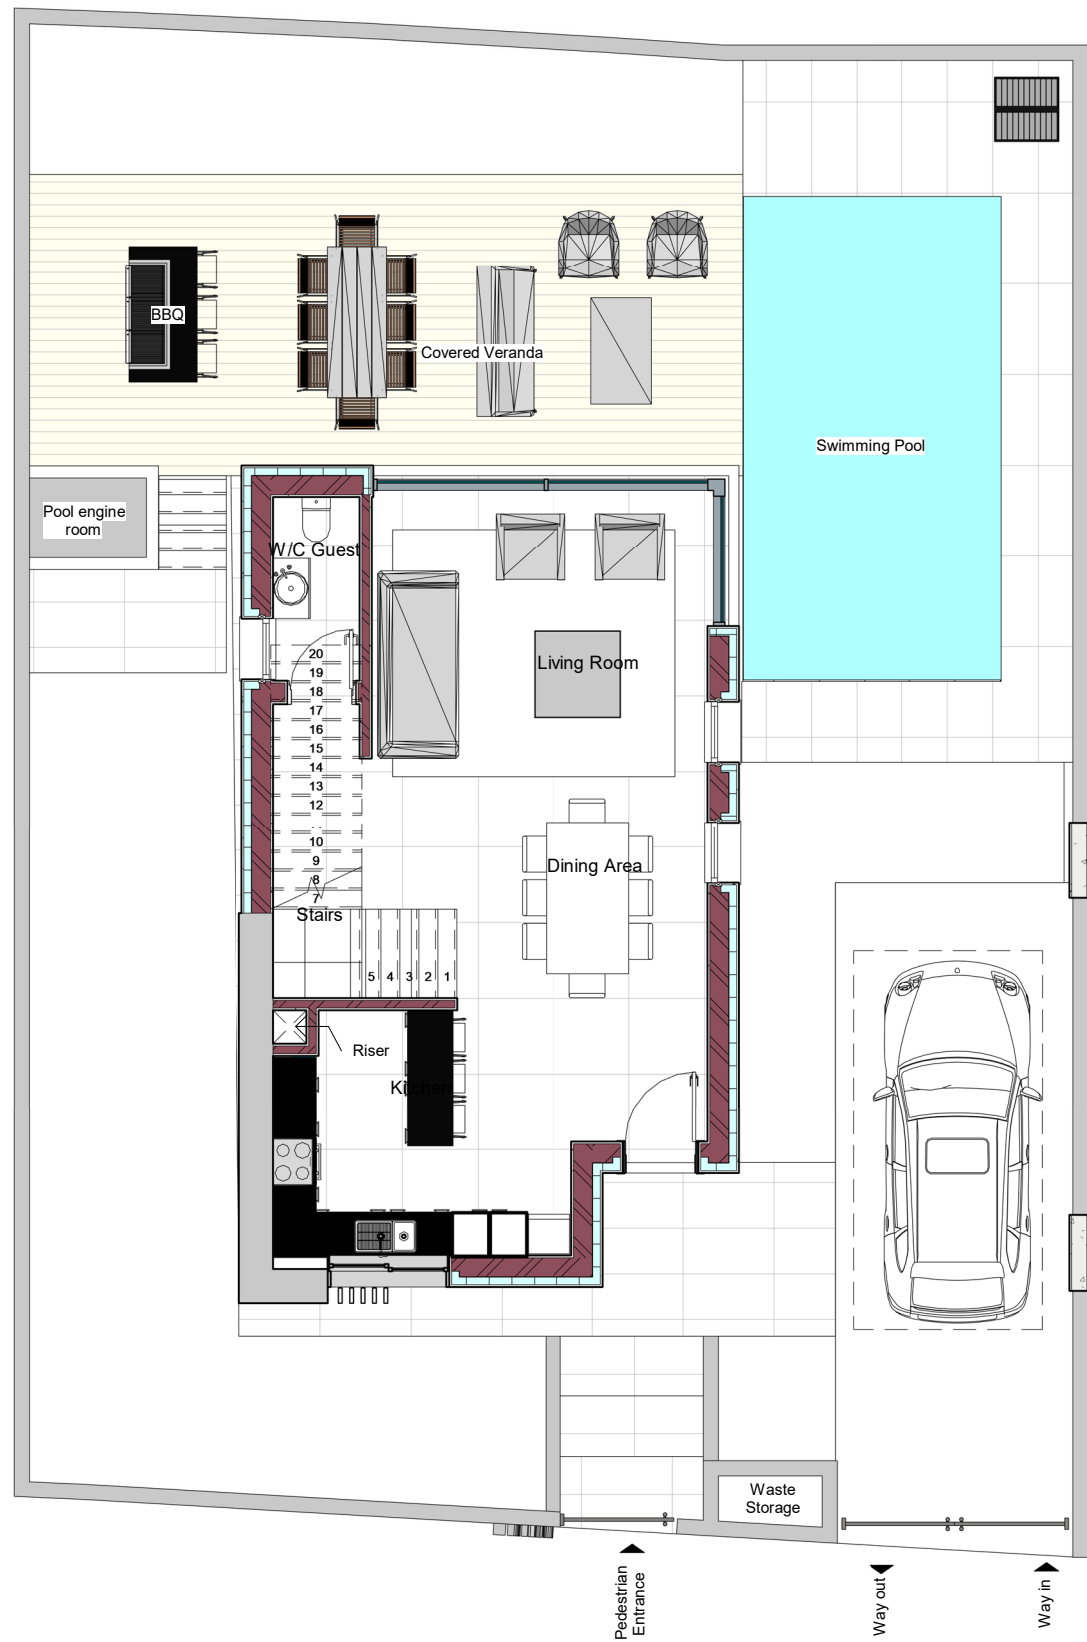 BBQ
Covered Veranda
Swimming Pool
Pool engine
room
W/C Guest
Living Room
20
19
18
17
16
15
14
13
12
10
9
8
7
Dining Area
Stairs
5 4 3 2 1
Riser
Kitchen
Waste
Storage
Pedestrian
Entrance
Way out
Way in